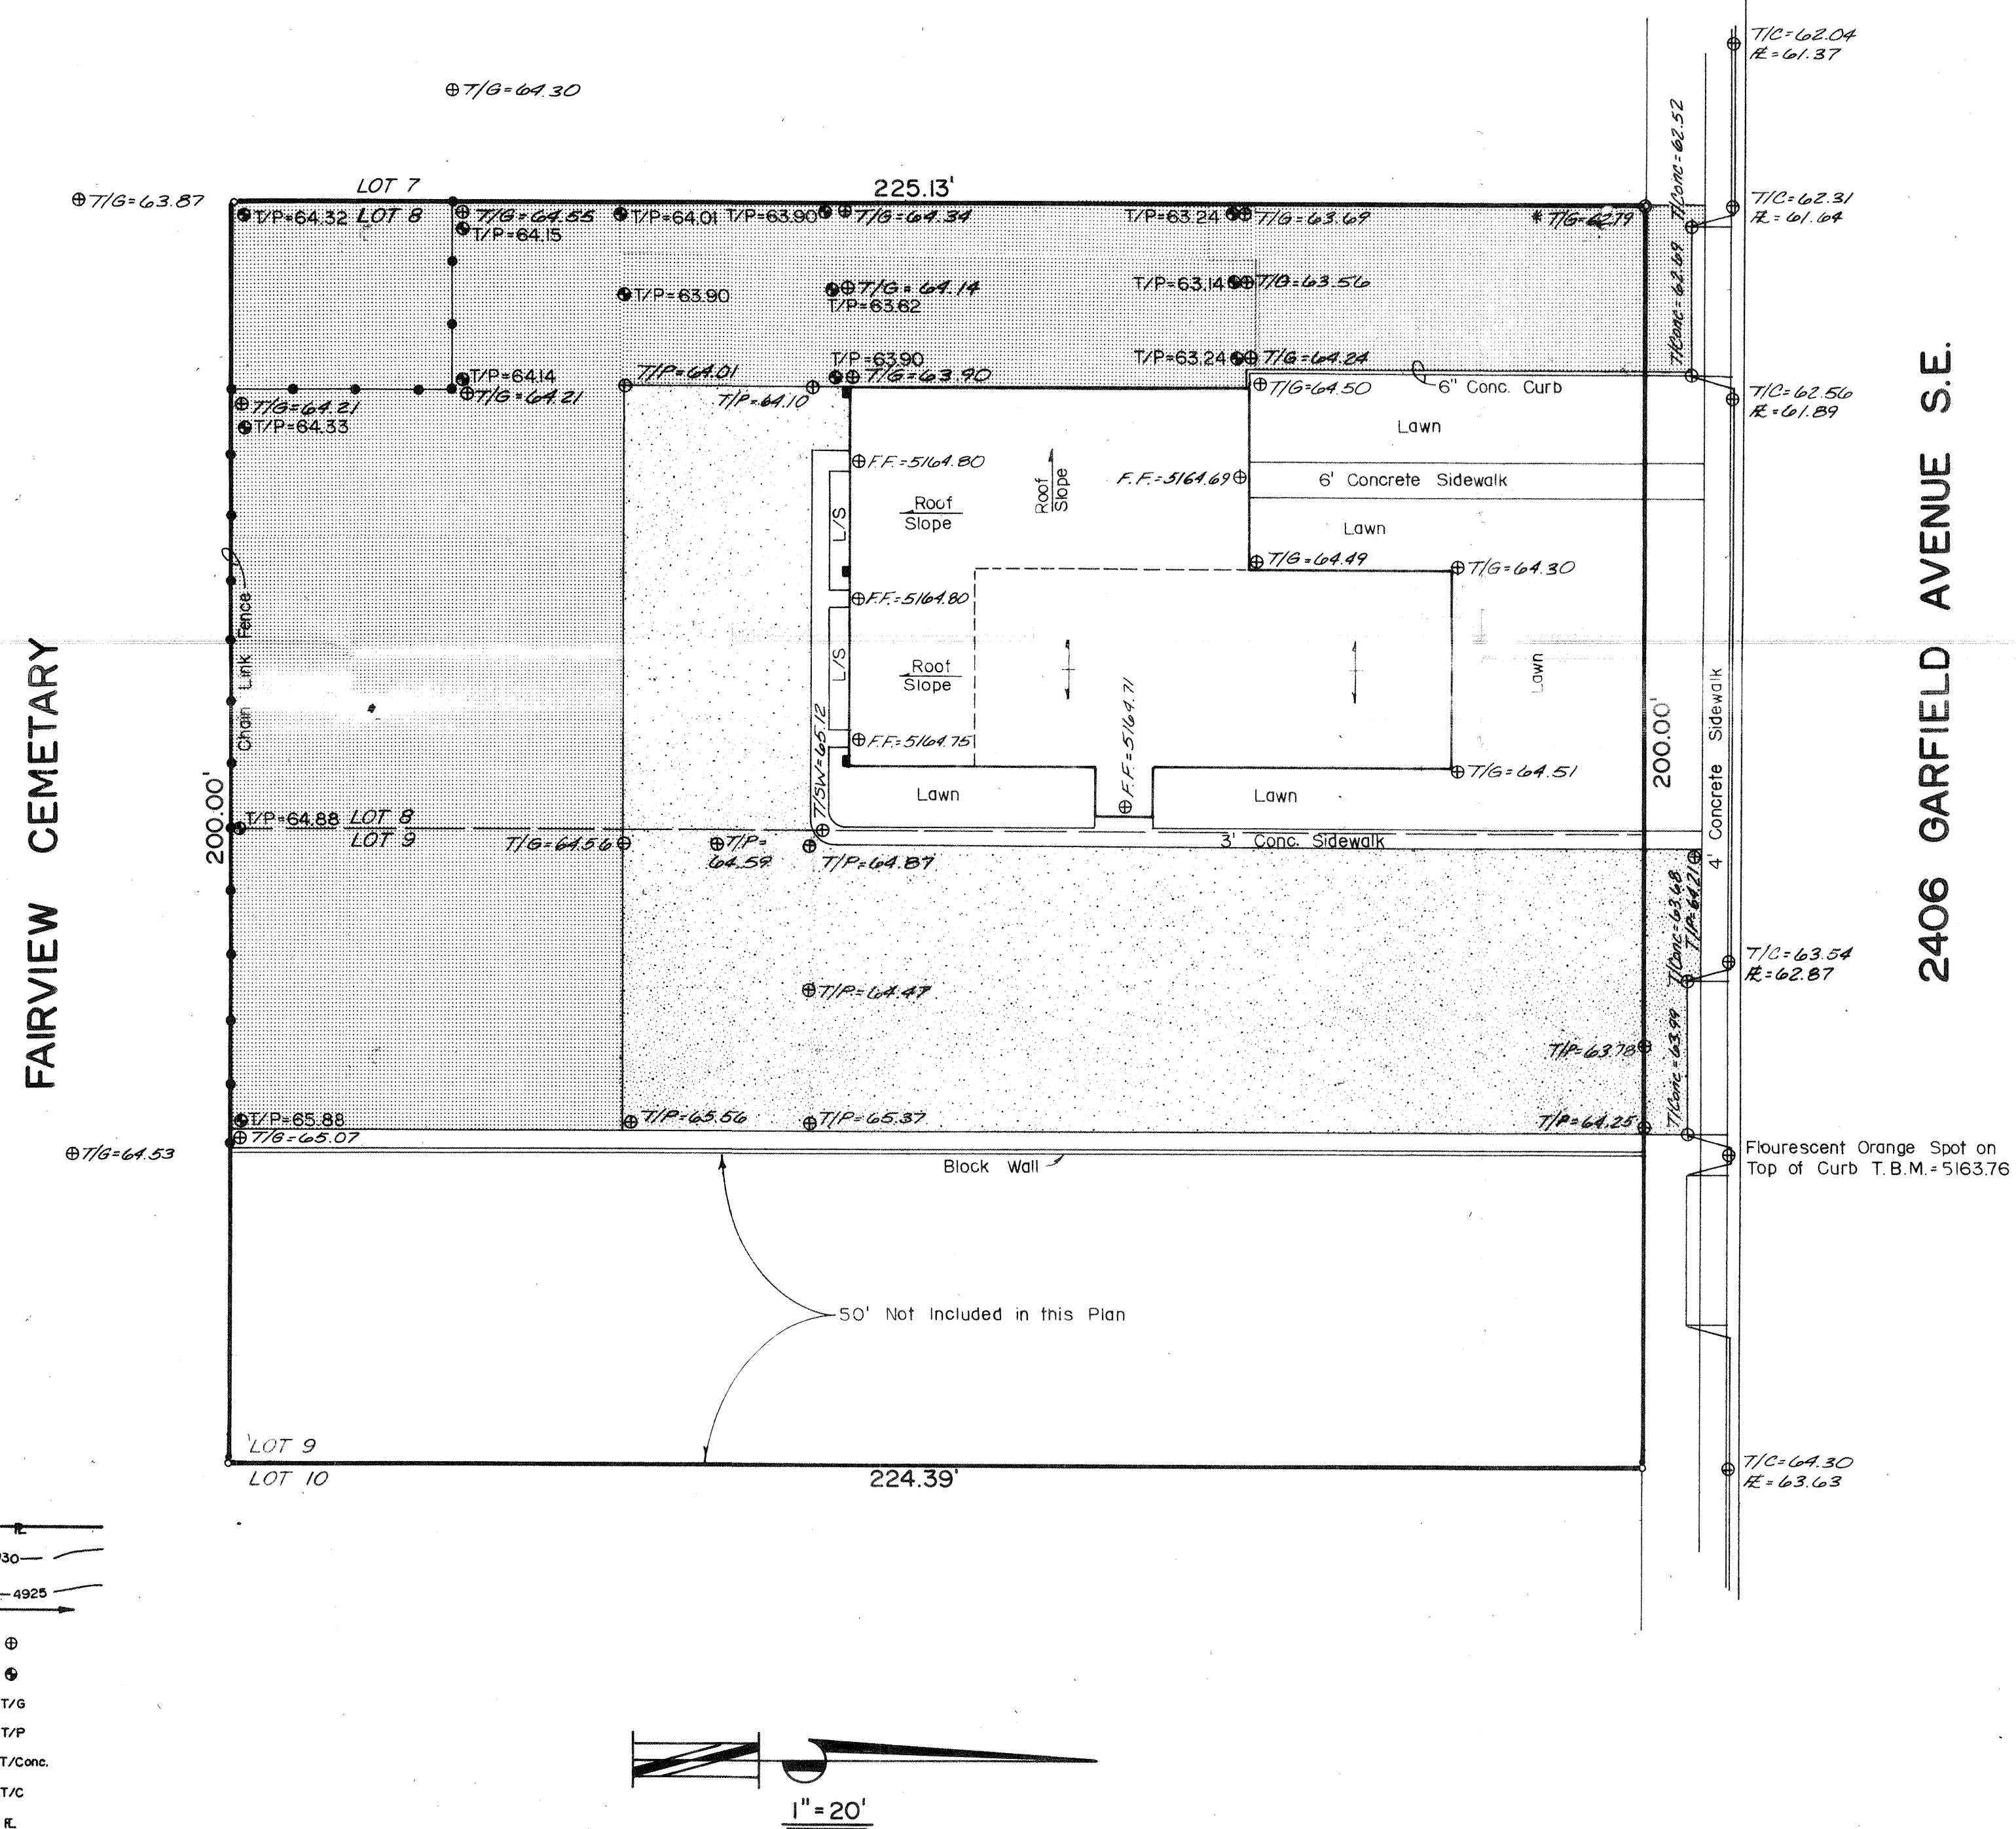 T/C=62.04
FL=61.37
T/G=64.30
T/Conc=62.52
LOT 7
225.13'
T/G=63.87
T/C=62.31
FL=61.64
T/P=64.32 LOT 8
T/G=64.55
T/P=64.01
T/P=63.90
T/G=64.34
T/P=63.24
T/G=63.69
* T/G=62.79
T/P=64.15
T/Conc=62.69
T/P=63.90
T/G=64.14
T/P=63.62
T/P=63.14
T/G=63.56
T/P=63.90
T/P=63.24
T/G=64.24
T/P=64.14
T/P=64.01
T/G=63.90
T/G=64.21
T/G=64.21
T/P=64.10
T/G=64.50
6" Conc. Curb
T/C=62.56
FL=61.89
T/P=64.33
Lawn
F.F.=5164.80
F.F.=5164.69
6' Concrete Sidewalk
Roof
Slope
Roof
Slope
L/S
Lawn
T/G=64.49
T/G=64.30
F.F.=5164.80
Chain Link Fence
L/S
Roof
Slope
Lawn
4' Concrete Sidewalk
FAIRVIEW CEMETARY
2406 GARFIELD AVENUE S.E.
F.F.=5164.71
T/SW=65.12
F.F.=5164.75
200.00'
T/G=64.51
Lawn
Lawn
200.00'
T/P=64.88 LOT 8
LOT 9
T/G=64.56
T/P=
64.59
T/P=64.87
3' Conc. Sidewalk
T/Conc=63.68
T/P=64.21
T/C=63.54
FL=62.87
T/P=64.47
T/Conc=63.99
T/P=63.78
T/P=65.88
T/P=65.56
T/P=65.37
T/P=64.25
T/G=65.07
T/G=64.53
Block Wall
Flourescent Orange Spot on
Top of Curb T.B.M.=5163.76
50' Not Included in this Plan
LOT 9
LOT 10
224.39'
T/C=64.30
FL=63.63
PL
30
4925
T/G
T/P
T/Conc.
T/C
FL
1"=20'